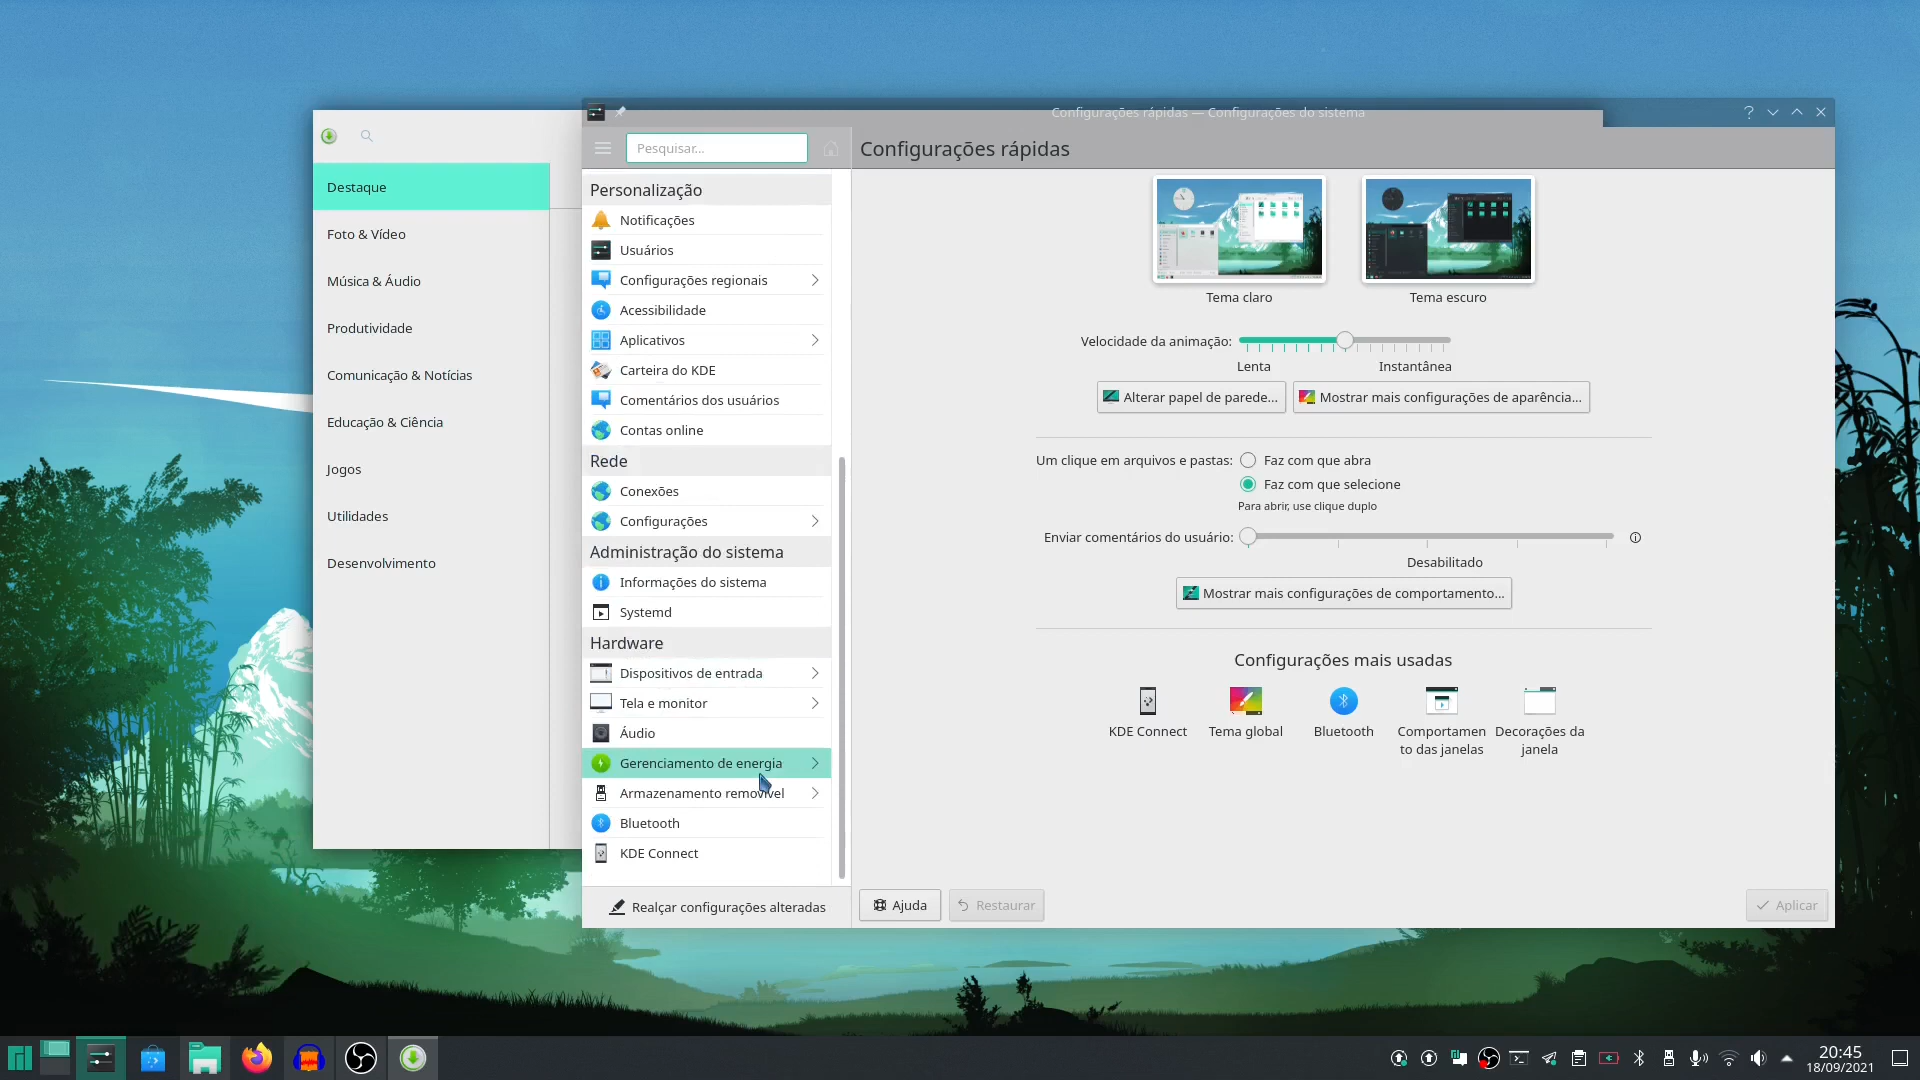 Configurações rápidas — Configurações do sistema
Pesquisar...
Configurações rápidas
Destaque
Foto & Vídeo
Música & Áudio
Produtividade
Comunicação & Notícias
Educação & Ciência
Jogos
Utilidades
Desenvolvimento
Personalização
Notificações
Usuários
Configurações regionais
Acessibilidade
Aplicativos
Carteira do KDE
Comentários dos usuários
Contas online
Rede
Conexões
Configurações
Administração do sistema
Informações do sistema
Systemd
Hardware
Dispositivos de entrada
Tela e monitor
Áudio
Gerenciamento de energia
Armazenamento removível
Bluetooth
KDE Connect
Realçar configurações alteradas
Tema claro
Tema escuro
Velocidade da animação:
Lenta
Instantânea
Alterar papel de parede...
Mostrar mais configurações de aparência...
Um clique em arquivos e pastas:
Faz com que abra
Faz com que selecione
Para abrir, use clique duplo
Enviar comentários do usuário:
Desabilitado
Mostrar mais configurações de comportamento...
Configurações mais usadas
KDE Connect
Tema global
Bluetooth
Comportamen
to das janelas
Decorações da
janela
Ajuda
Restaurar
Aplicar
20:45
18/09/2021